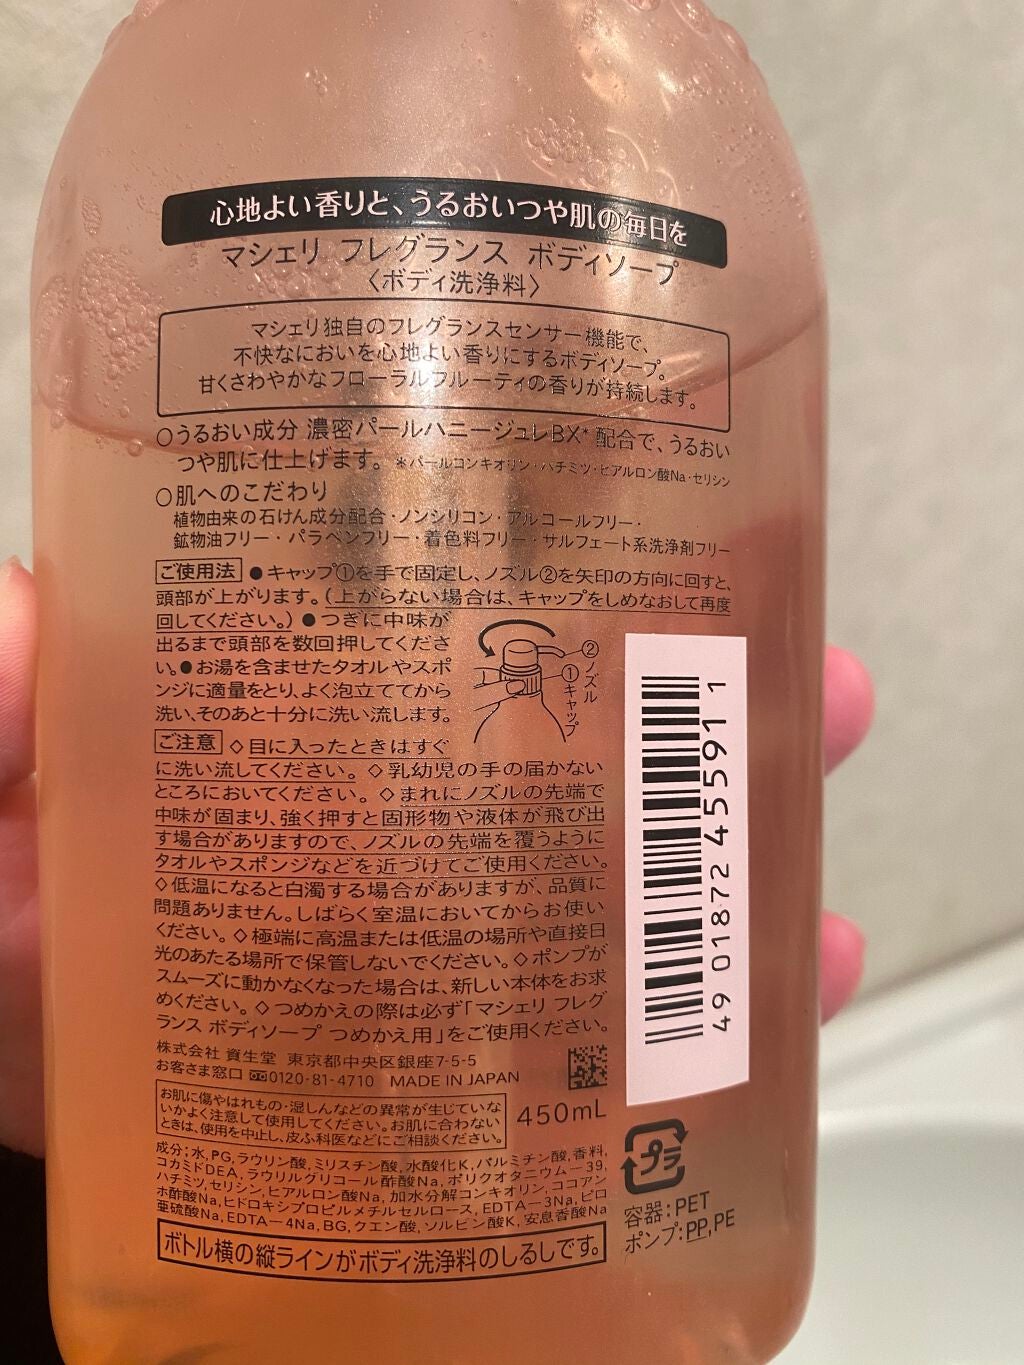 心地よい香りと、うるおいつや肌の毎日を
マシェリ フレグランス ボディソープ
〈ボディ洗浄料〉
マシェリ独自のフレグランスセンサー機能で、
不快なにおいを心地よい香りにするボディソープ。
甘くさわやかなフローラルフルーティの香りが持続します。
○うるおい成分 濃密パールハニージュレBX*配合で、うるおい
つや肌に仕上げます。 *パールコンキオリン・ハチミツ・ヒアルロン酸Na・セリシン
○肌へのこだわり
植物由来の石けん成分配合・ノンシリコン・アルコールフリー・
鉱物油フリー・パラベンフリー・着色料フリー・サルフェート系洗浄剤フリー
ご使用法 ●キャップ①を手で固定し、ノズル②を矢印の方向に回すと、
頭部が上がります。(上がらない場合は、キャップをしめなおして再度
回してください。) ●つぎに中味が
出るまで頭部を数回押してくださ
い。●お湯を含ませたタオルやスポ
ンジに適量をとり、よく泡立ててから
洗い、そのあと十分に洗い流します。
②ノズル
①キャップ
ご注意 ◇目に入ったときはすぐ
に洗い流してください。◇乳幼児の手の届かない
ところにおいてください。◇まれにノズルの先端で
中味が固まり、強く押すと固形物や液体が飛び出
す場合がありますので、ノズルの先端を覆うように
タオルやスポンジなどを近づけてご使用ください。
◇低温になると白濁する場合がありますが、品質に
問題ありません。しばらく室温においてからお使い
ください。◇極端に高温または低温の場所や直接日
光のあたる場所で保管しないでください。◇ポンプが
スムーズに動かなくなった場合は、新しい本体をお求
めください。◇つめかえの際は必ず「マシェリ フレグ
ランス ボディソープ つめかえ用」をご使用ください。
株式会社 資生堂 東京都中央区銀座7-5-5
お客さま窓口 0120-81-4710 MADE IN JAPAN
お肌に傷やはれもの・湿しんなどの異常が生じていな
いかよく注意して使用してください。お肌に合わない
ときは、使用を中止し、皮ふ科医などにご相談ください。
450mL
成分:水,PG,ラウリン酸,ミリスチン酸,水酸化K,パルミチン酸,香料,
コカミドDEA,ラウリルグリコール酢酸Na,ポリクオタニウム-39,
ハチミツ,セリシン,ヒアルロン酸Na,加水分解コンキオリン,ココアン
ホ酢酸Na,ヒドロキシプロピルメチルセルロース,EDTA-3Na,ピロ
亜硫酸Na,EDTA-4Na,BG,クエン酸,ソルビン酸K,安息香酸Na
ボトル横の縦ラインがボディ洗浄料のしるしです。
4901872455911
プラ
容器:PET
ポンプ:PP,PE